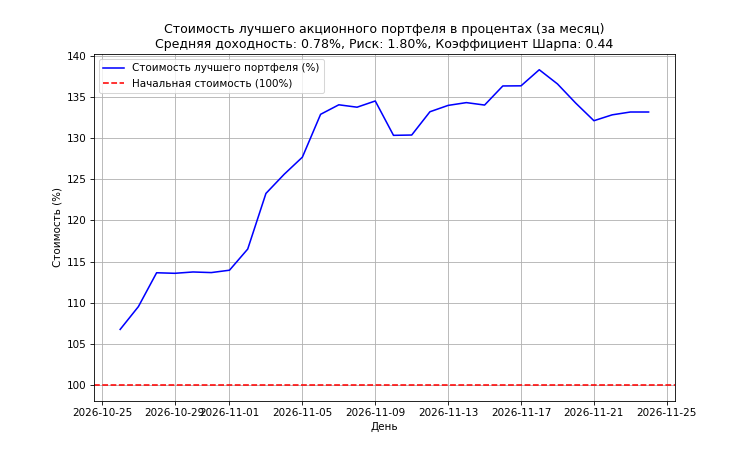 Стоимость лучшего акционного портфеля в процентах (за месяц)
Средняя доходность: 0.78%, Риск: 1.80%, Коэффициент Шарпа: 0.44
Стоимость лучшего портфеля (%)
Начальная стоимость (100%)
Стоимость (%)
140
135
130
125
120
115
110
105
100
2026-10-25 2026-10-29 2026-11-01 2026-11-05 2026-11-09 2026-11-13 2026-11-17 2026-11-21 2026-11-25
День